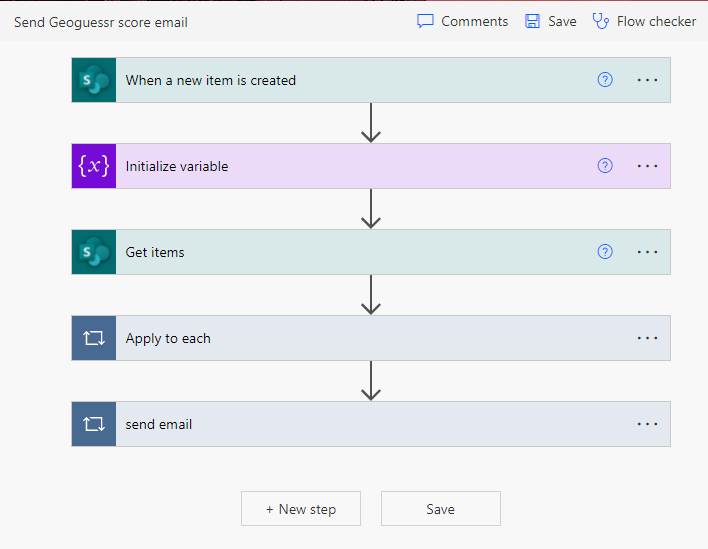 Send Geoguessr score email
Comments
Save
Flow checker
S
When a new item is created
?
...
{x}
Initialize variable
?
...
S
Get items
?
...
Apply to each
...
send email
...
+ New step
Save